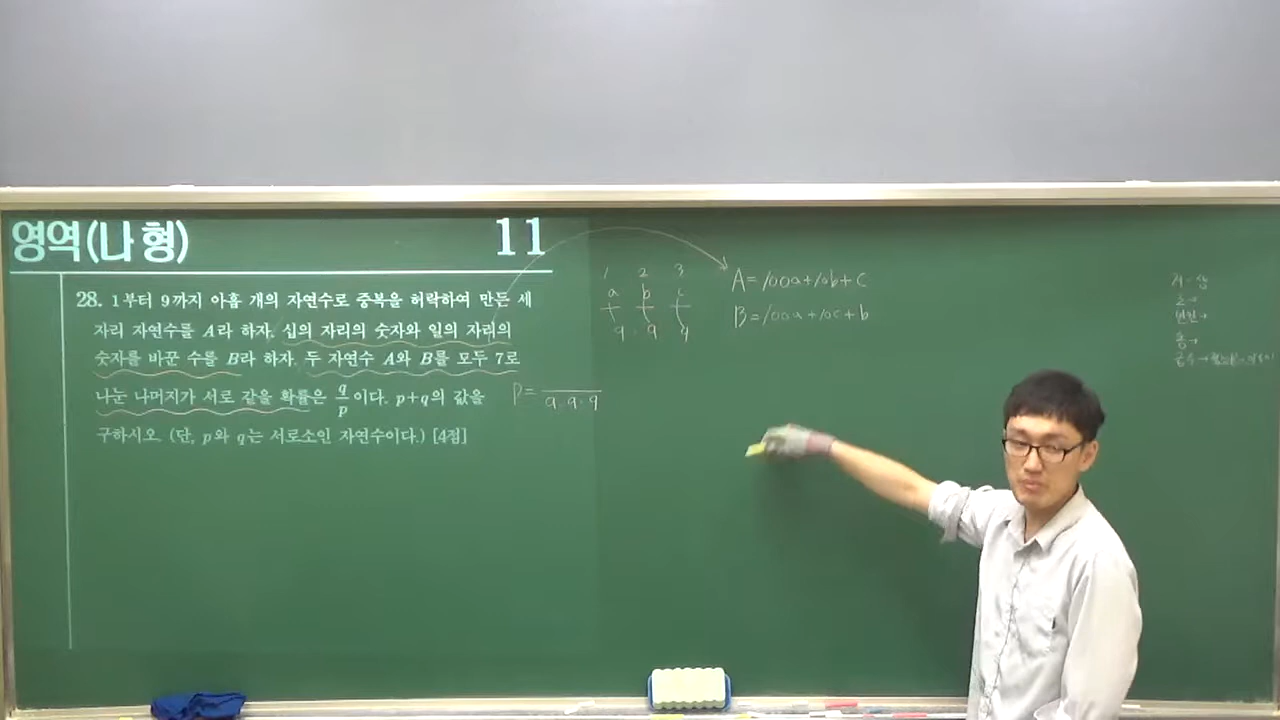 영역(나 형)
11
28. 1부터 9까지 아홉 개의 자연수로 중복을 허락하여 만든 세
자리 자연수를 A라 하자. 십의 자리의 숫자와 일의 자리의
숫자를 바꾼 수를 B라 하자. 두 자연수 A와 B를 모두 7로
나눈 나머지가 서로 같을 확률은 q/p 이다. p+q의 값을
구하시오. (단, p와 q는 서로소인 자연수이다.) [4점]
P= 9·9·9
1 2 3
a b c
9 · 9 9
A=100a+10b+c
B=100a+10c+b